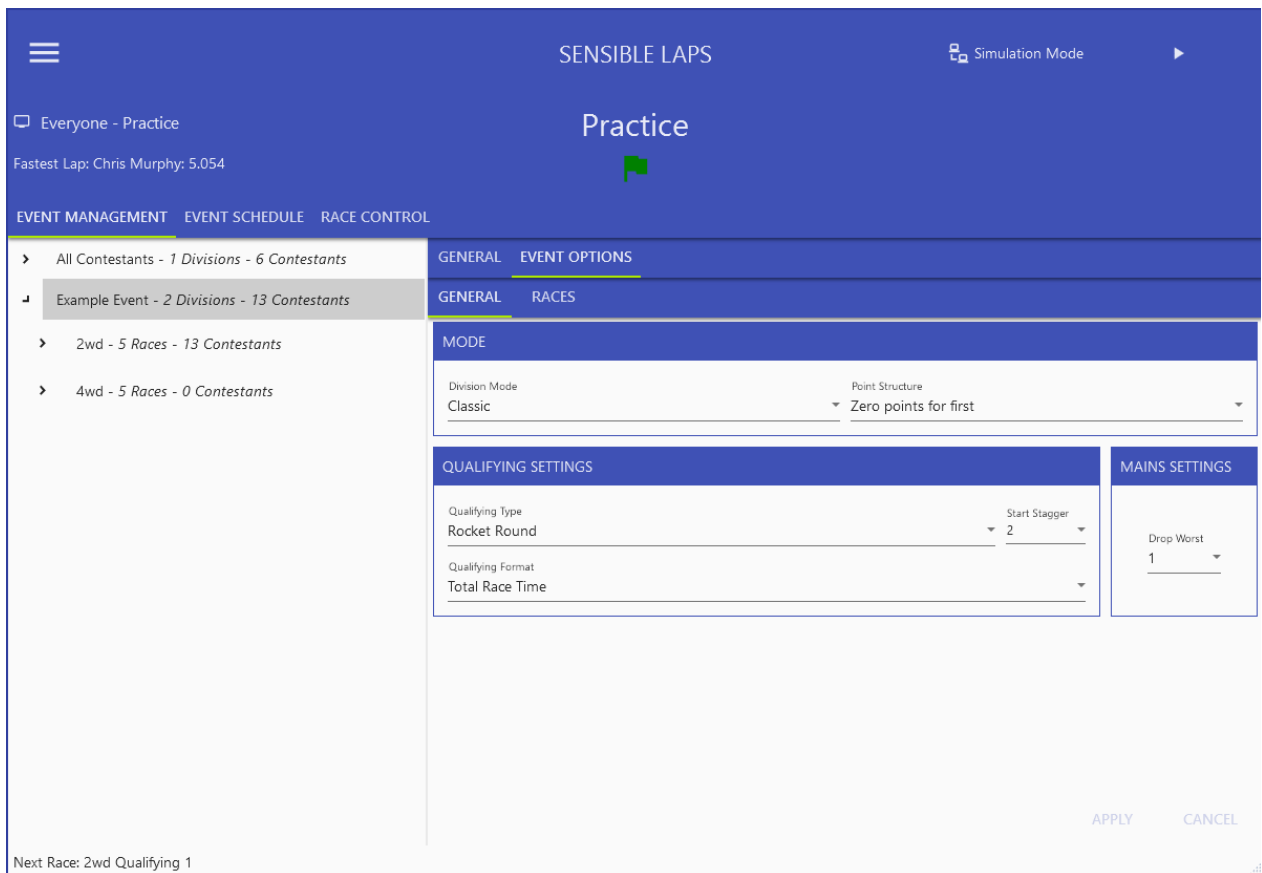 SENSIBLE LAPS
Simulation Mode
Everyone - Practice
Practice
Fastest Lap: Chris Murphy: 5.054
EVENT MANAGEMENT EVENT SCHEDULE RACE CONTROL
All Contestants - 1 Divisions - 6 Contestants
Example Event - 2 Divisions - 13 Contestants
2wd - 5 Races - 13 Contestants
4wd - 5 Races - 0 Contestants
GENERAL EVENT OPTIONS
GENERAL RACES
MODE
Division Mode Point Structure
Classic Zero points for first
QUALIFYING SETTINGS
Qualifying Type Start Stagger
Rocket Round 2
Qualifying Format
Total Race Time
MAINS SETTINGS
Drop Worst
1
APPLY CANCEL
Next Race: 2wd Qualifying 1